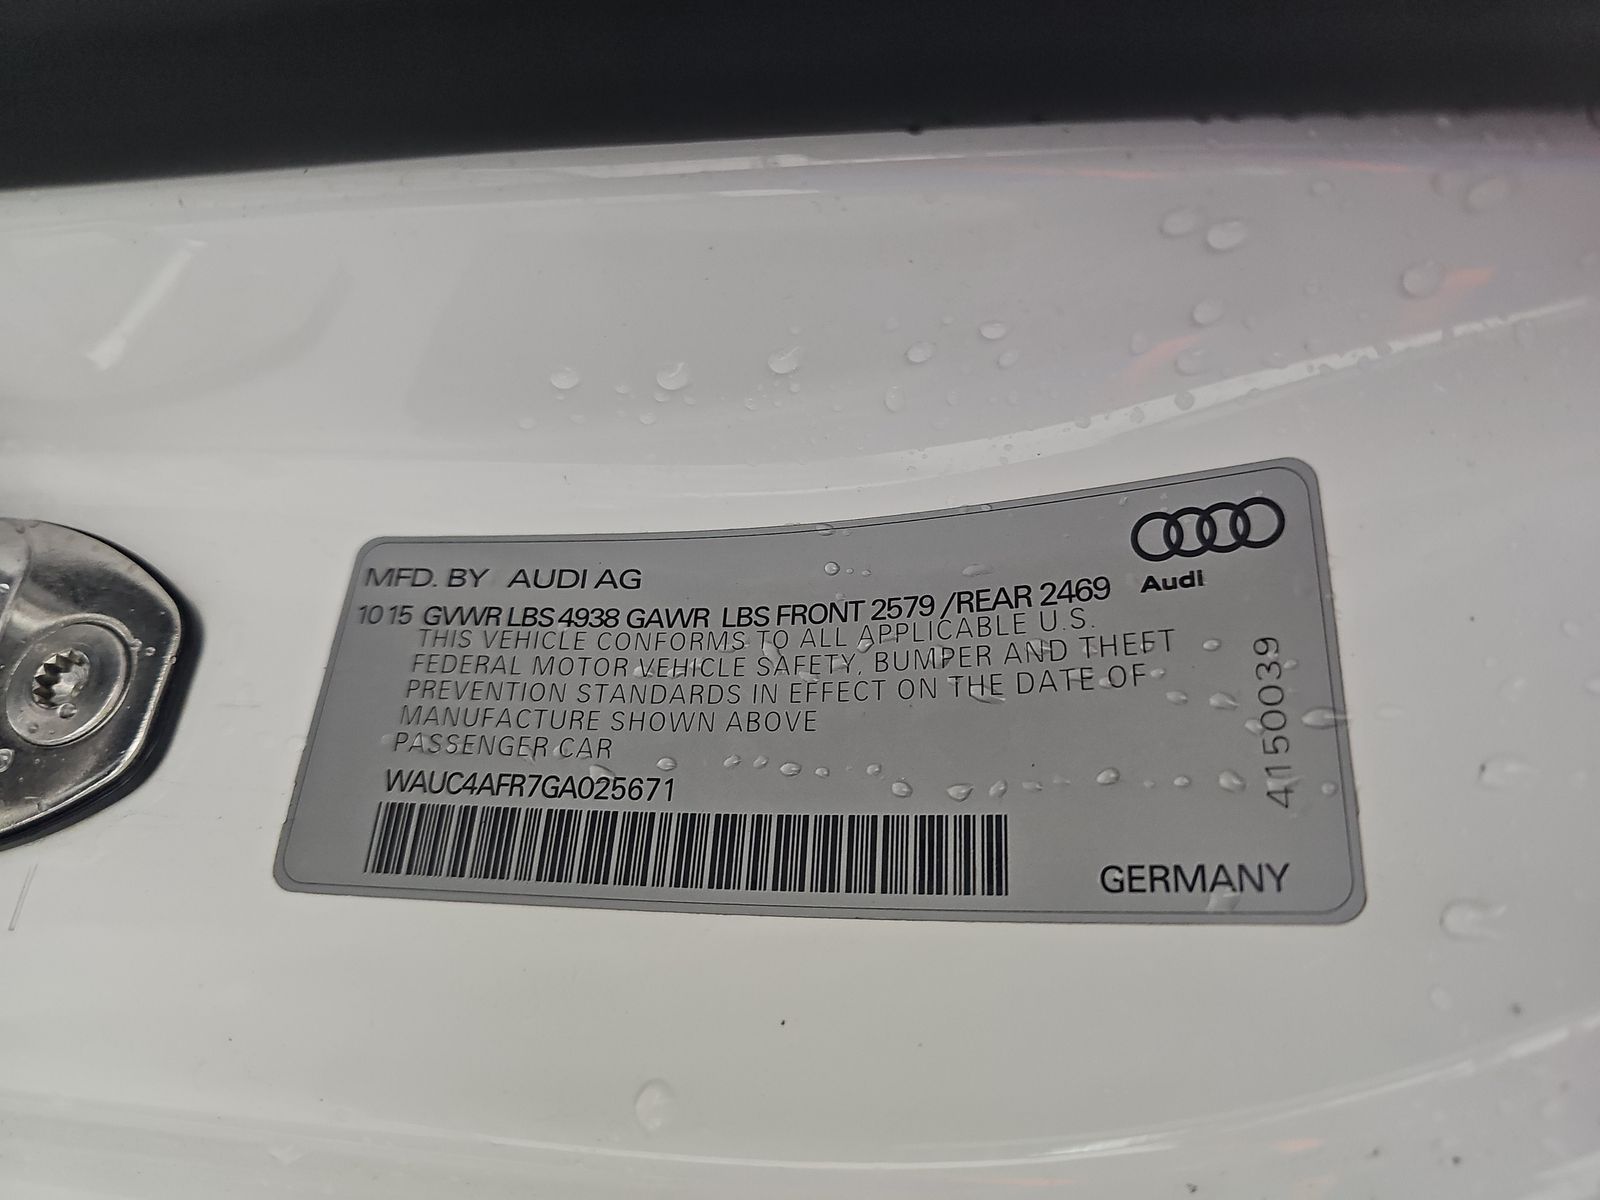 MFD. BY AUDI AG
Audi
10 15 GVWR LBS 4938 GAWR LBS FRONT 2579 /REAR 2469
THIS VEHICLE CONFORMS TO ALL APPLICABLE U.S.
FEDERAL MOTOR VEHICLE SAFETY, BUMPER AND THEFT
PREVENTION STANDARDS IN EFFECT ON THE DATE OF
MANUFACTURE SHOWN ABOVE
PASSENGER CAR
WAUC4AFR7GA025671
4150039
GERMANY